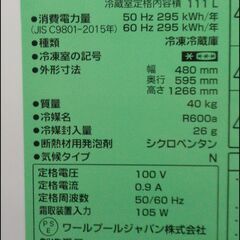 冷蔵室定格内容積 111 L
●消費電力量 50 Hz 295 kWh/年
(JIS C9801-2015年) 60 Hz 295 kWh/年
●種類 冷凍冷蔵庫
●冷凍室の記号
●外形寸法 幅 480 mm
奥行 595 mm
高さ 1266 mm
●質量 40 kg
●冷媒名 R600a
●冷媒封入量 26 g
●断熱材用発泡剤 シクロペンタン
●気候タイプ N
定格電圧 100 V
定格電流 0.9 A
定格周波数 50/60 Hz
霜取装置入力 105 W
PSE ワールプールジャパン株式会社